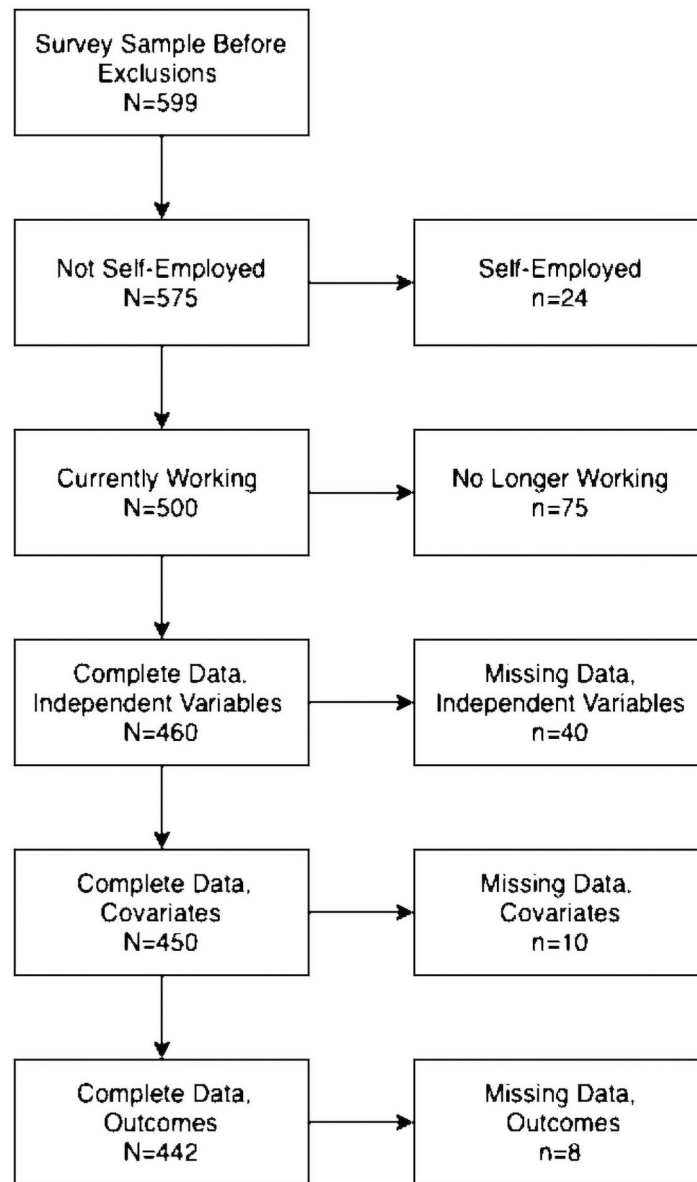 Survey Sample Before
Exclusions
N=599
Not Self-Employed
N=575
Self-Employed
n=24
Currently Working
N=500
No Longer Working
n=75
Complete Data.
Independent Variables
N=460
Missing Data,
Independent Variables
n=40
Complete Data,
Covariates
N=450
Missing Data.
Covariates
n=10
Complete Data,
Outcomes
N=442
Missing Data,
Outcomes
n=8